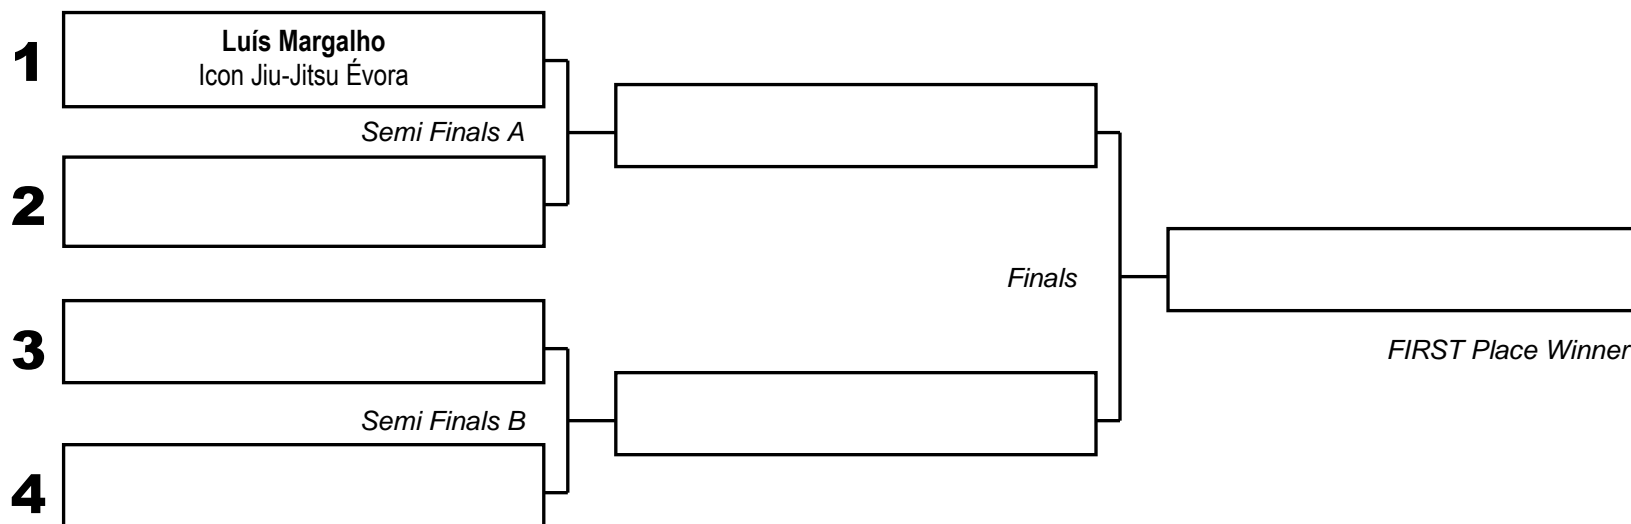 1
Luís Margalho
Icon Jiu-Jitsu Évora
Semi Finals A
2
Finals
3
FIRST Place Winner
Semi Finals B
4